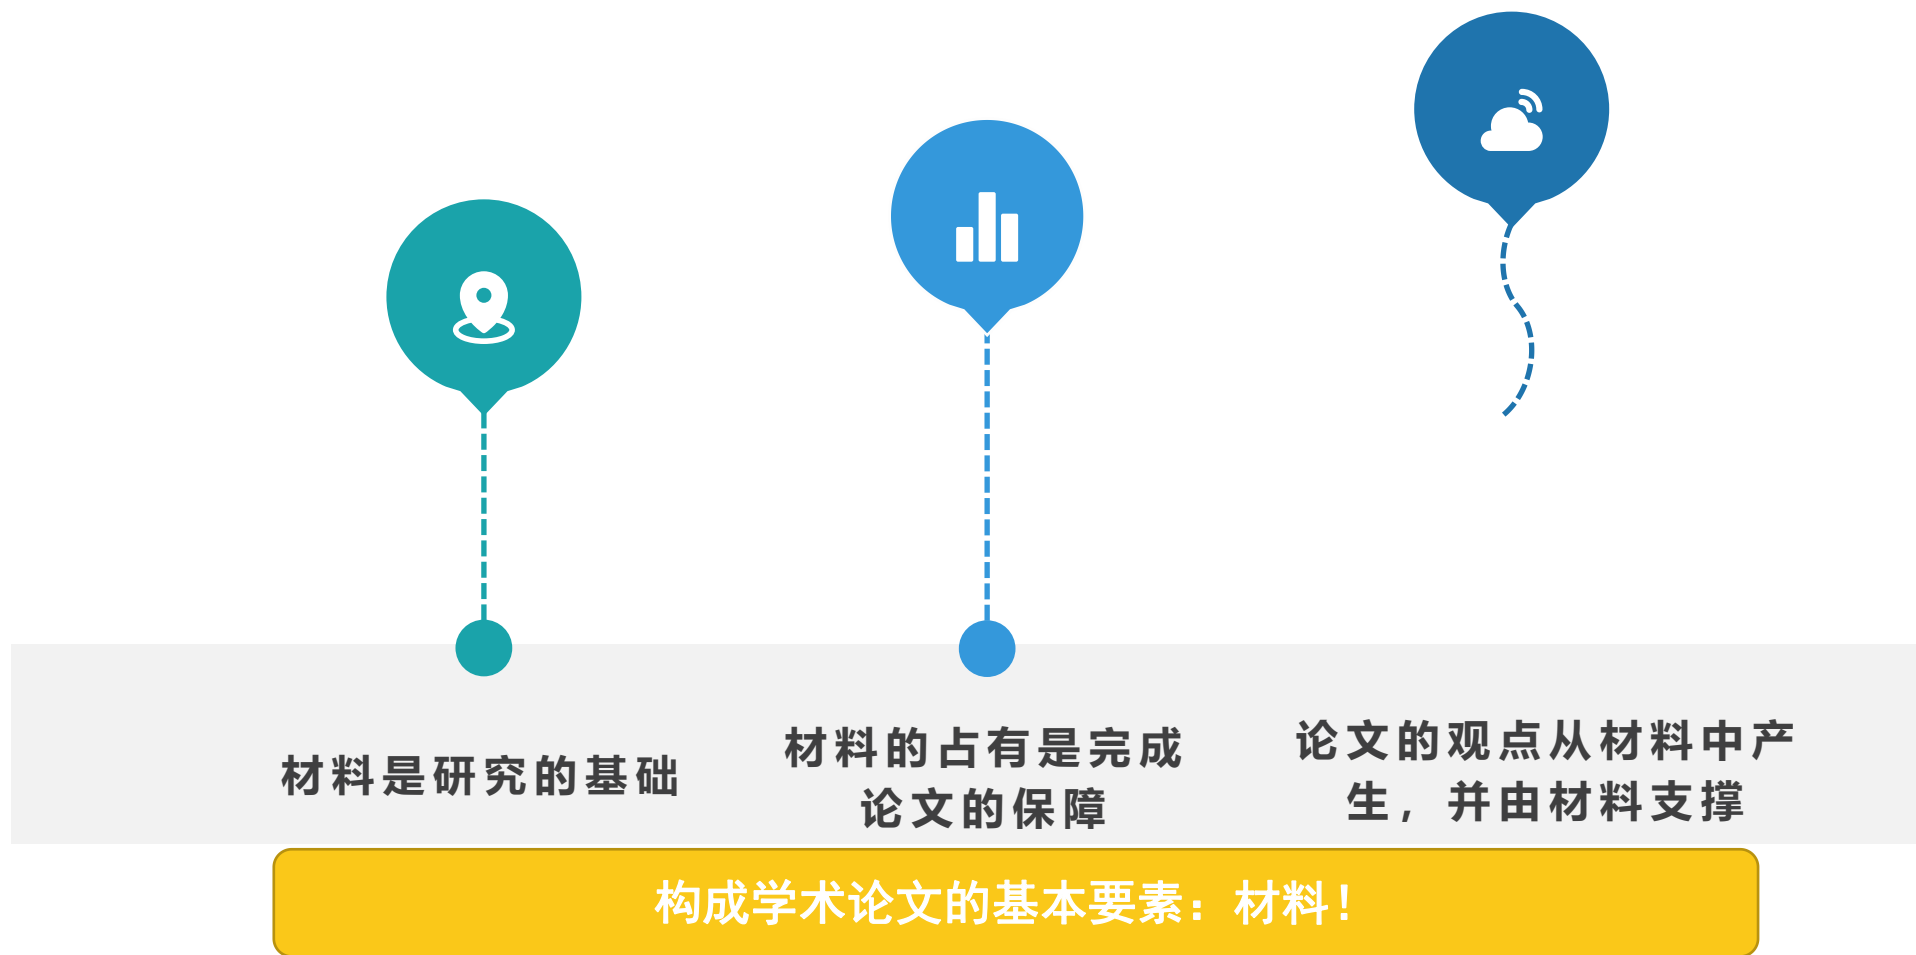 材料是研究的基础
材料的占有是完成
论文的保障
论文的观点从材料中产
生，并由材料支撑
构成学术论文的基本要素：材料！